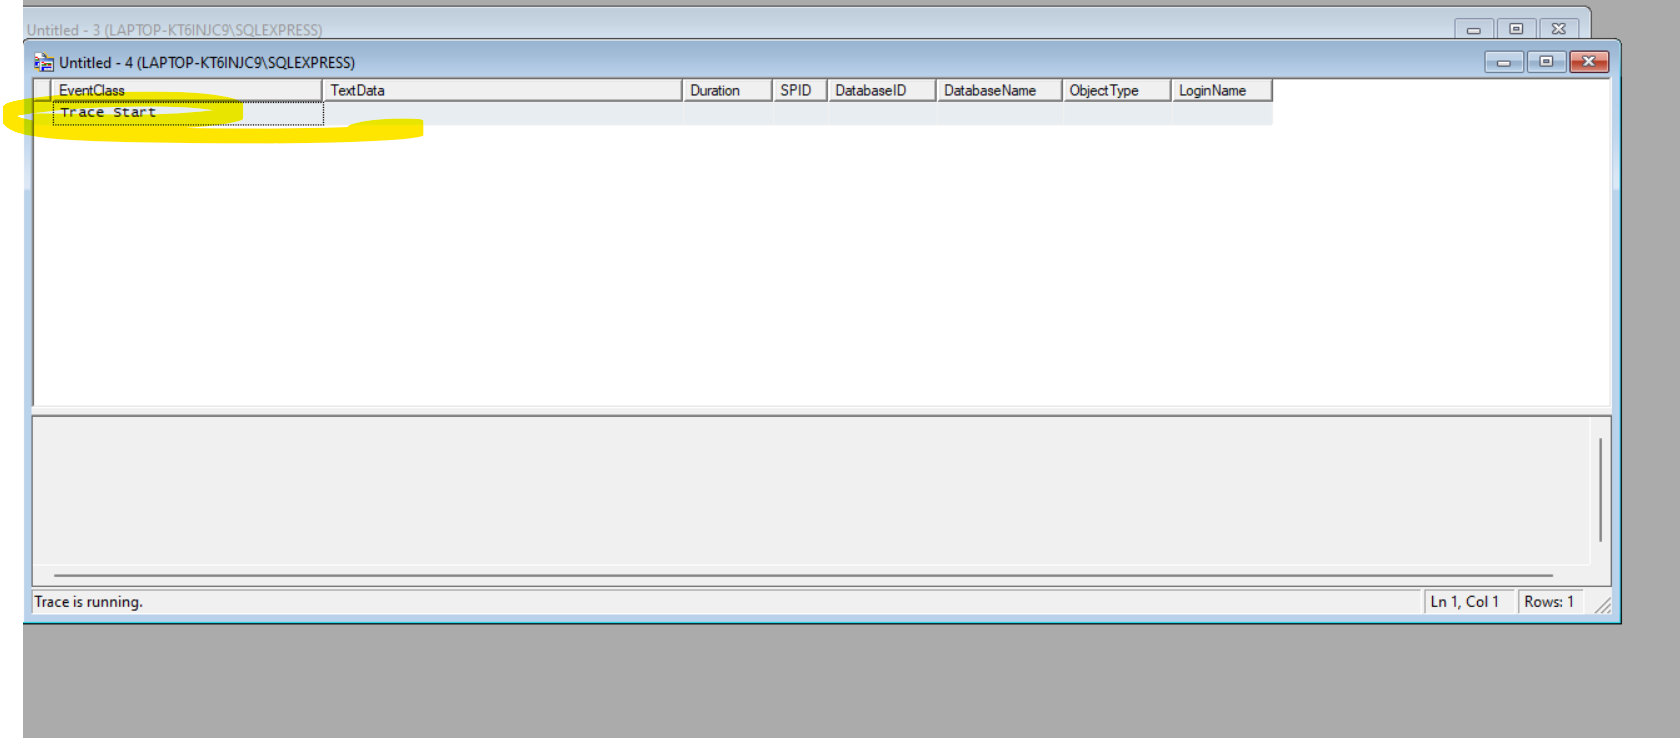 Untitled - 3 (LAPTOP-KT6INJC9\SQLEXPRESS)
Untitled - 4 (LAPTOP-KT6INJC9\SQLEXPRESS)
EventClass TextData Duration SPID DatabaseID DatabaseName ObjectType LoginName
Trace Start
Trace is running. Ln 1, Col 1 Rows: 1